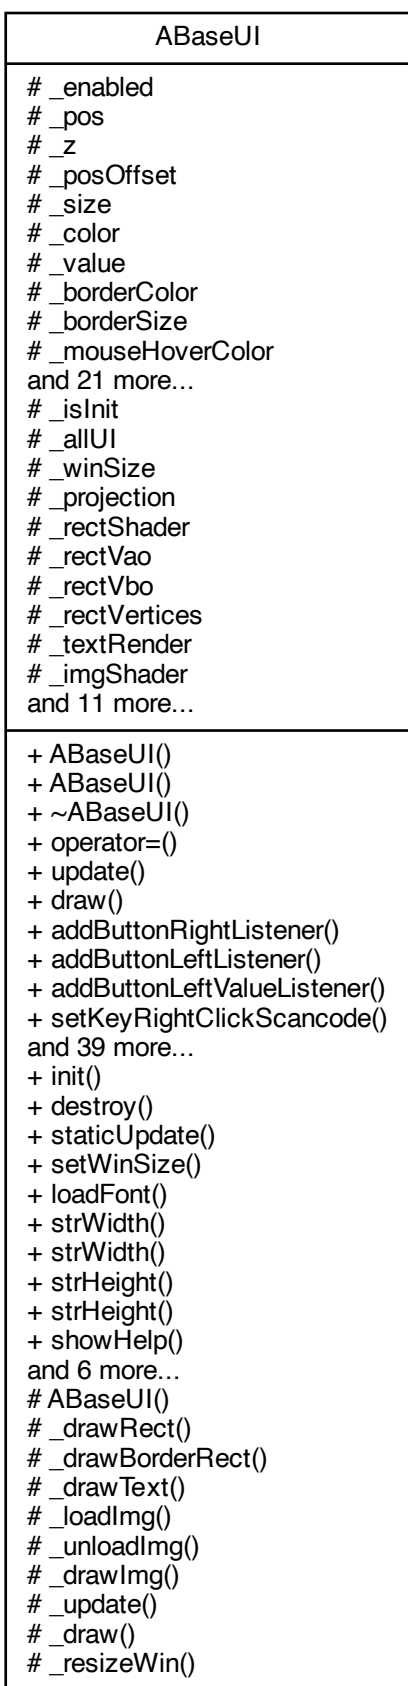 ABaseUI
# _enabled
# _pos
# _z
# _posOffset
# _size
# _color
# _value
# _borderColor
# _borderSize
# _mouseHoverColor
and 21 more...
# _isInit
# _allUI
# _winSize
# _projection
# _rectShader
# _rectVao
# _rectVbo
# _rectVertices
# _textRender
# _imgShader
and 11 more...
+ ABaseUI()
+ ABaseUI()
+ ~ABaseUI()
+ operator=()
+ update()
+ draw()
+ addButtonRightListener()
+ addButtonLeftListener()
+ addButtonLeftValueListener()
+ setKeyRightClickScancode()
and 39 more...
+ init()
+ destroy()
+ staticUpdate()
+ setWinSize()
+ loadFont()
+ strWidth()
+ strWidth()
+ strHeight()
+ strHeight()
+ showHelp()
and 6 more...
# ABaseUI()
# _drawRect()
# _drawBorderRect()
# _drawText()
# _loadImg()
# _unloadImg()
# _drawImg()
# _update()
# _draw()
# _resizeWin()